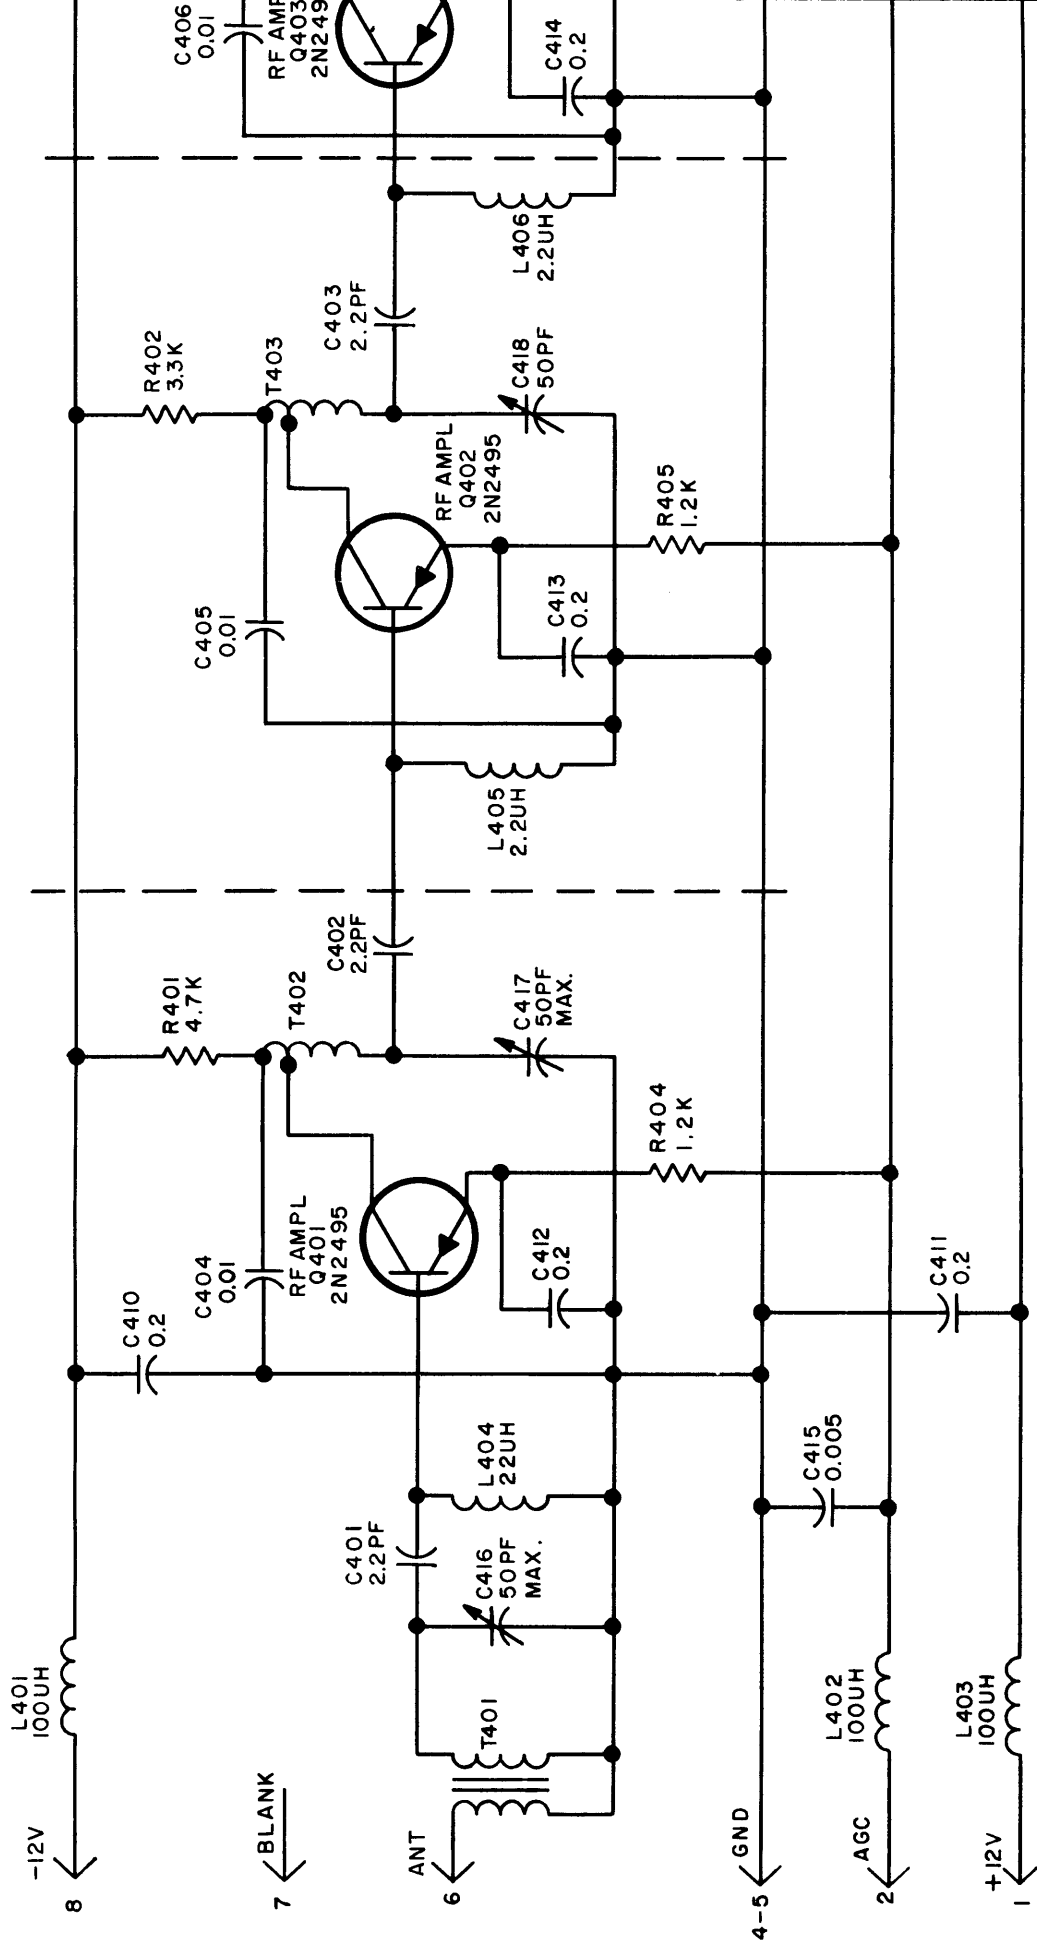 -12V
8
L401
100UH
C410
0.2
R401
4.7K
R402
3.3K
C406
0.01
RF AM
Q403
2N249
BLANK
7
C404
0.01
RF AMPL
Q401
2N2495
T402
C405
0.01
T403
ANT
6
T401
C401
2.2PF
C416
50PF
MAX.
L404
22UH
C412
0.2
C402
2.2PF
C417
50PF
MAX.
L405
2.2UH
C413
0.2
RF AMPL
Q402
2N2495
C403
2.2PF
C418
50PF
L406
2.2UH
C414
0.2
R404
1.2K
R405
1.2K
GND
4-5
C415
0.005
AGC
2
L402
100UH
C411
0.2
+12V
1
L403
100UH